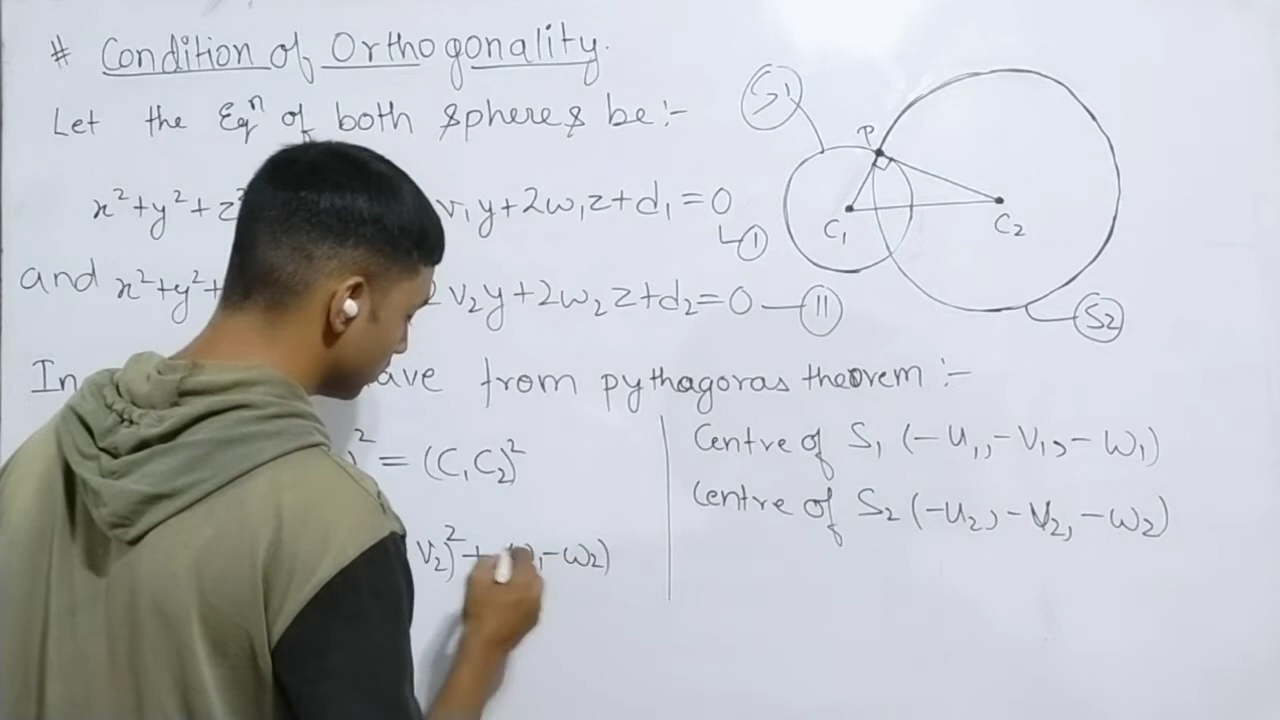 # Condition of Orthogonality.
Let the Eqⁿ of both spheres be:-
x²+y²+z² v₁y+2w₁z+d₁=0
I
and x²+y²+ 2v₂y+2w₂z+d₂=0 — II
In ave from pythagoras theorem :-
² = (C₁C₂)²
v₂)²+ (w₁-w₂)
Centre of S₁ (-u₁,-v₁,-w₁)
Centre of S₂ (-u₂,-v₂,-w₂)
S1
P
C₁
C₂
S2